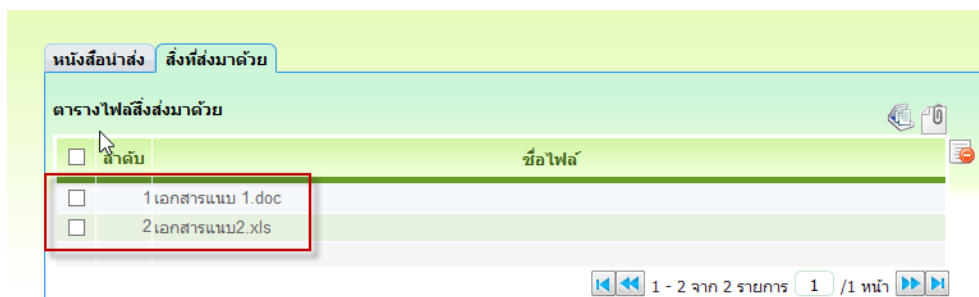 หนังสือนำส่ง สิ่งที่ส่งมาด้วย
ตารางไฟล์สิ่งส่งมาด้วย
ลำดับ ชื่อไฟล์
1 เอกสารแนบ 1.doc
2 เอกสารแนบ2.xls
1 - 2 จาก 2 รายการ 1 /1 หน้า